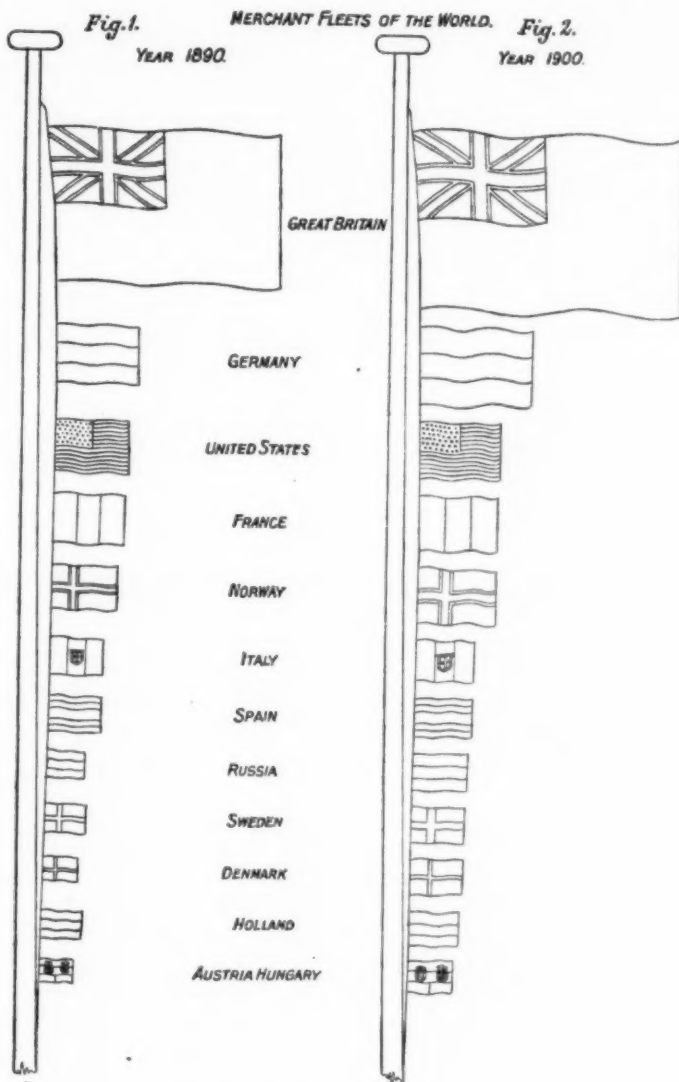 MERCHANT FLEETS OF THE WORLD.
Fig. 1.
YEAR 1890.
Fig. 2.
YEAR 1900.
GREAT BRITAIN
GERMANY
UNITED STATES
FRANCE
NORWAY
ITALY
SPAIN
RUSSIA
SWEDEN
DENMARK
HOLLAND
AUSTRIA HUNGARY